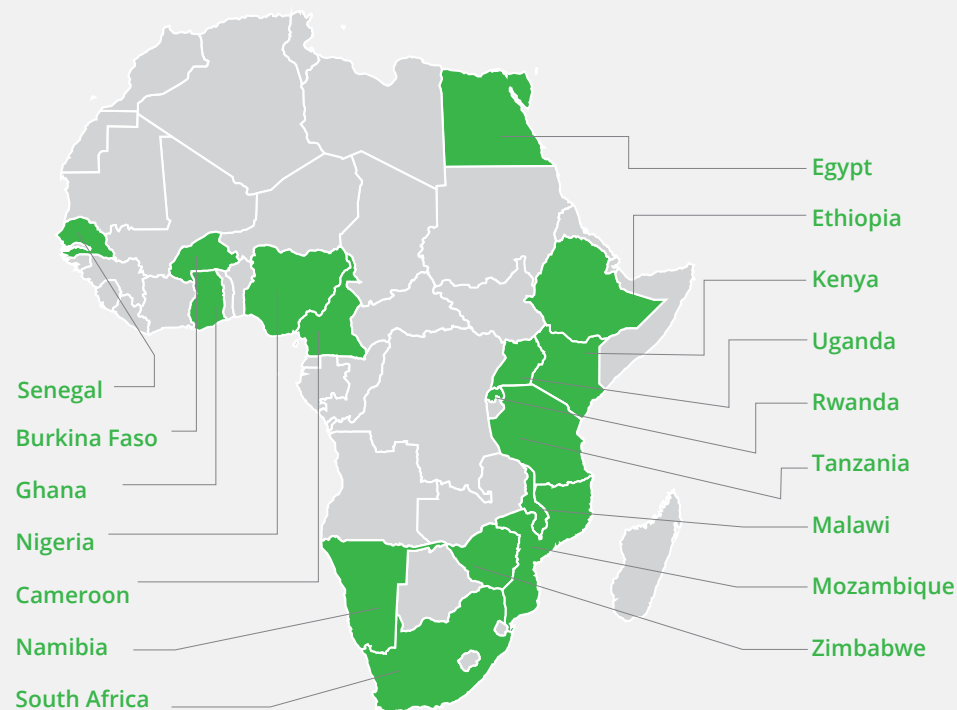 Egypt
Ethiopia
Kenya
Uganda
Rwanda
Tanzania
Malawi
Mozambique
Zimbabwe
Senegal
Burkina Faso
Ghana
Nigeria
Cameroon
Namibia
South Africa